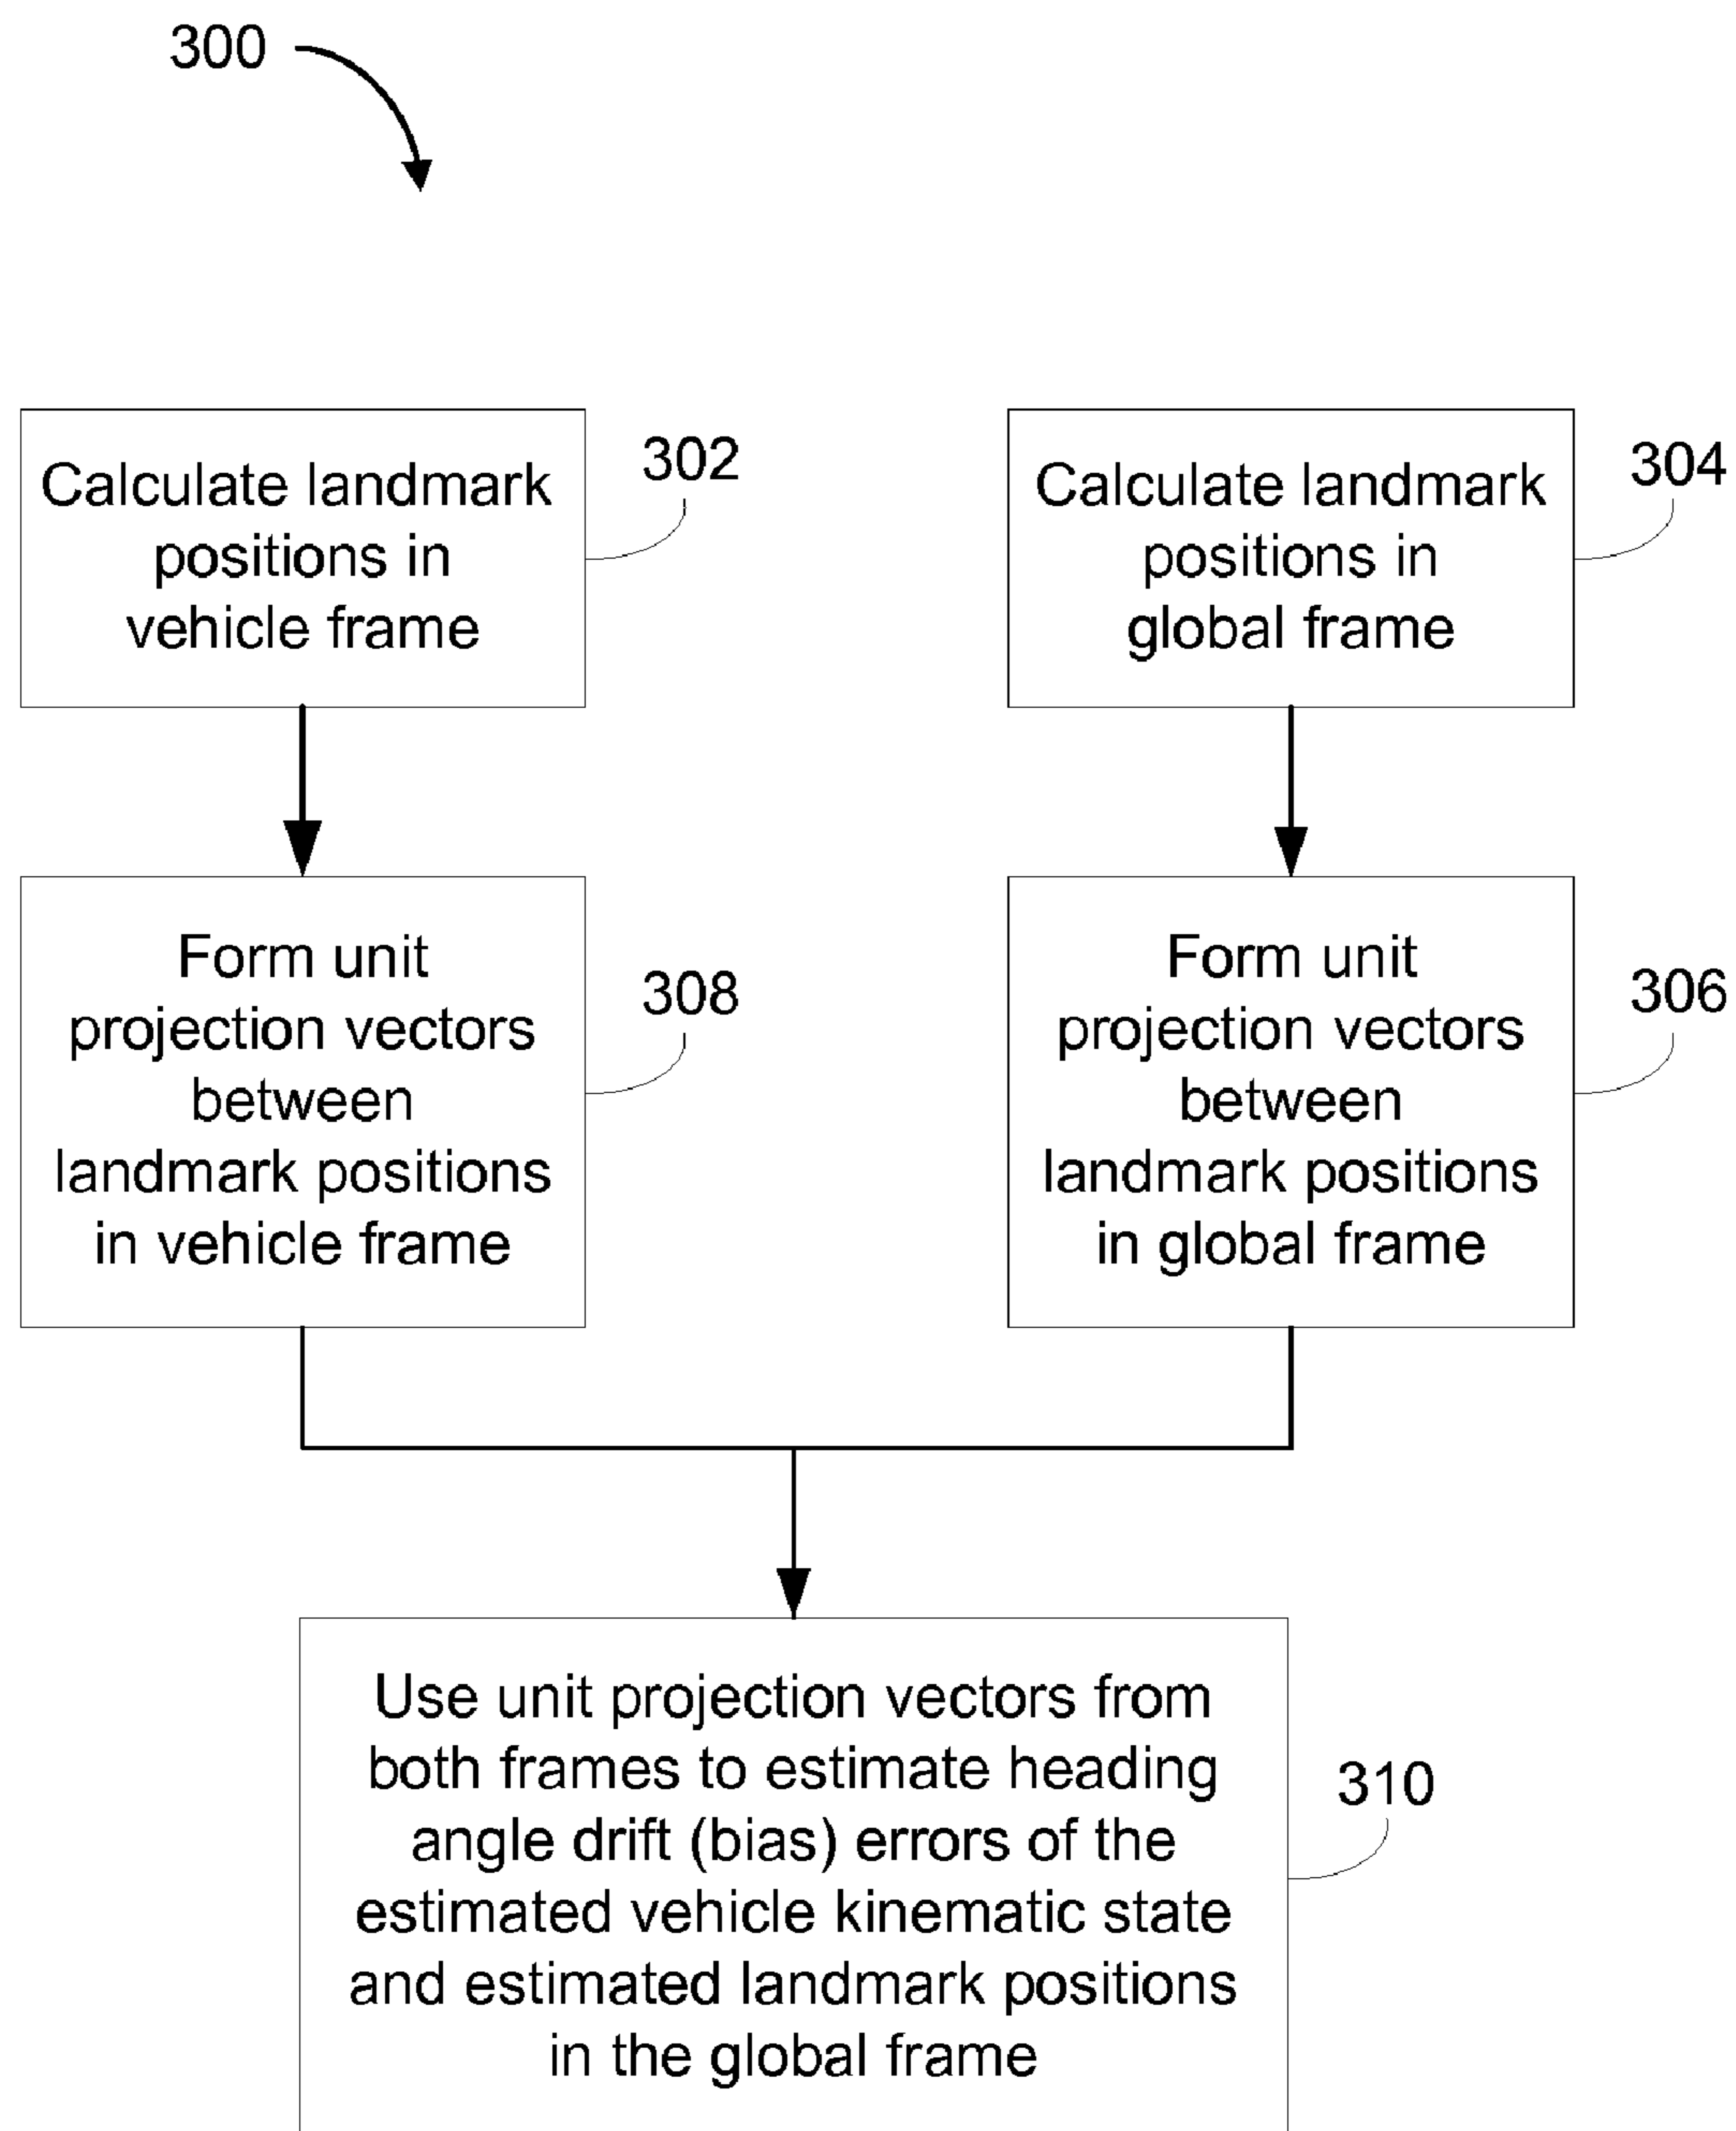 300
Calculate landmark
positions in
vehicle frame
302
Calculate landmark
positions in
global frame
304
Form unit
projection vectors
between
landmark positions
in vehicle frame
308
Form unit
projection vectors
between
landmark positions
in global frame
306
Use unit projection vectors from
both frames to estimate heading
angle drift (bias) errors of the
estimated vehicle kinematic state
and estimated landmark positions
in the global frame
310